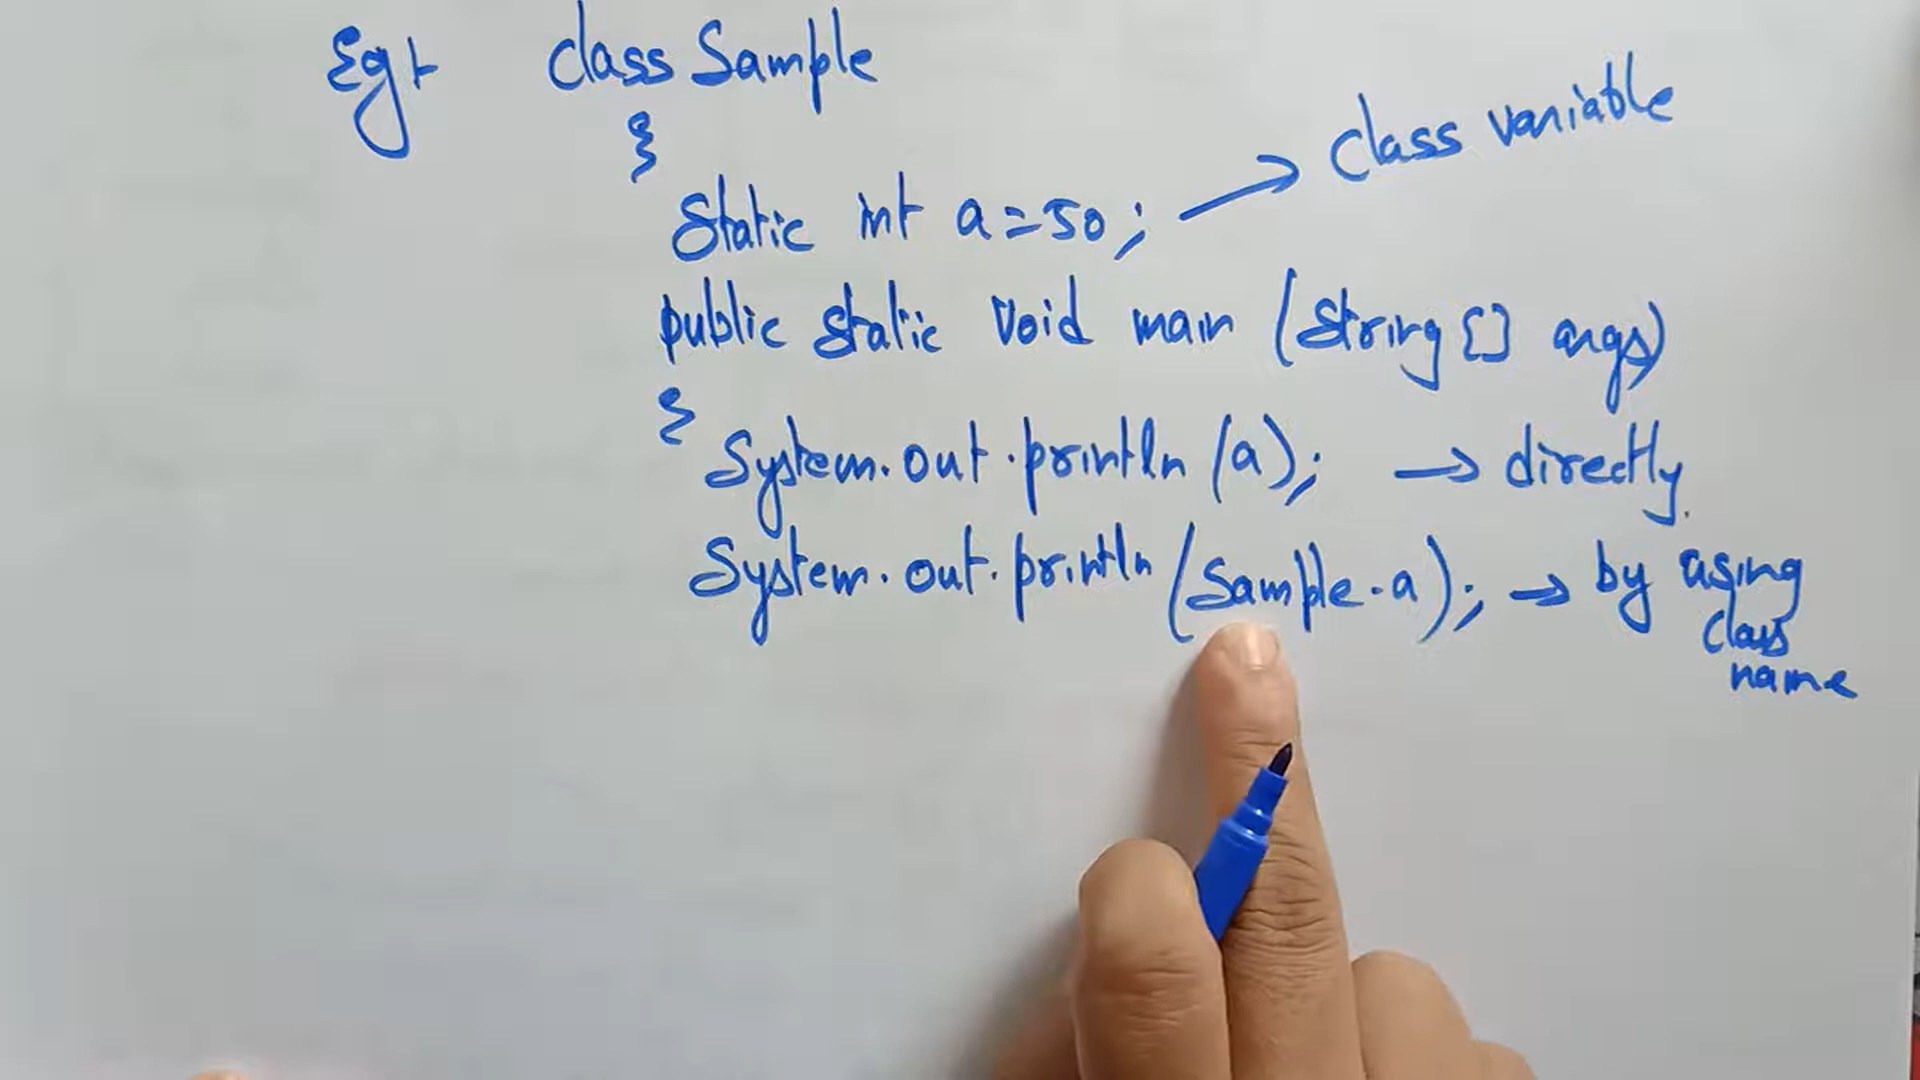 Eg:- class Sample
{
Static int a=50; → class variable
public static void main (String [] args)
{ System.out.println (a); → directly.
System.out.println (Sample.a); → by using
class
name